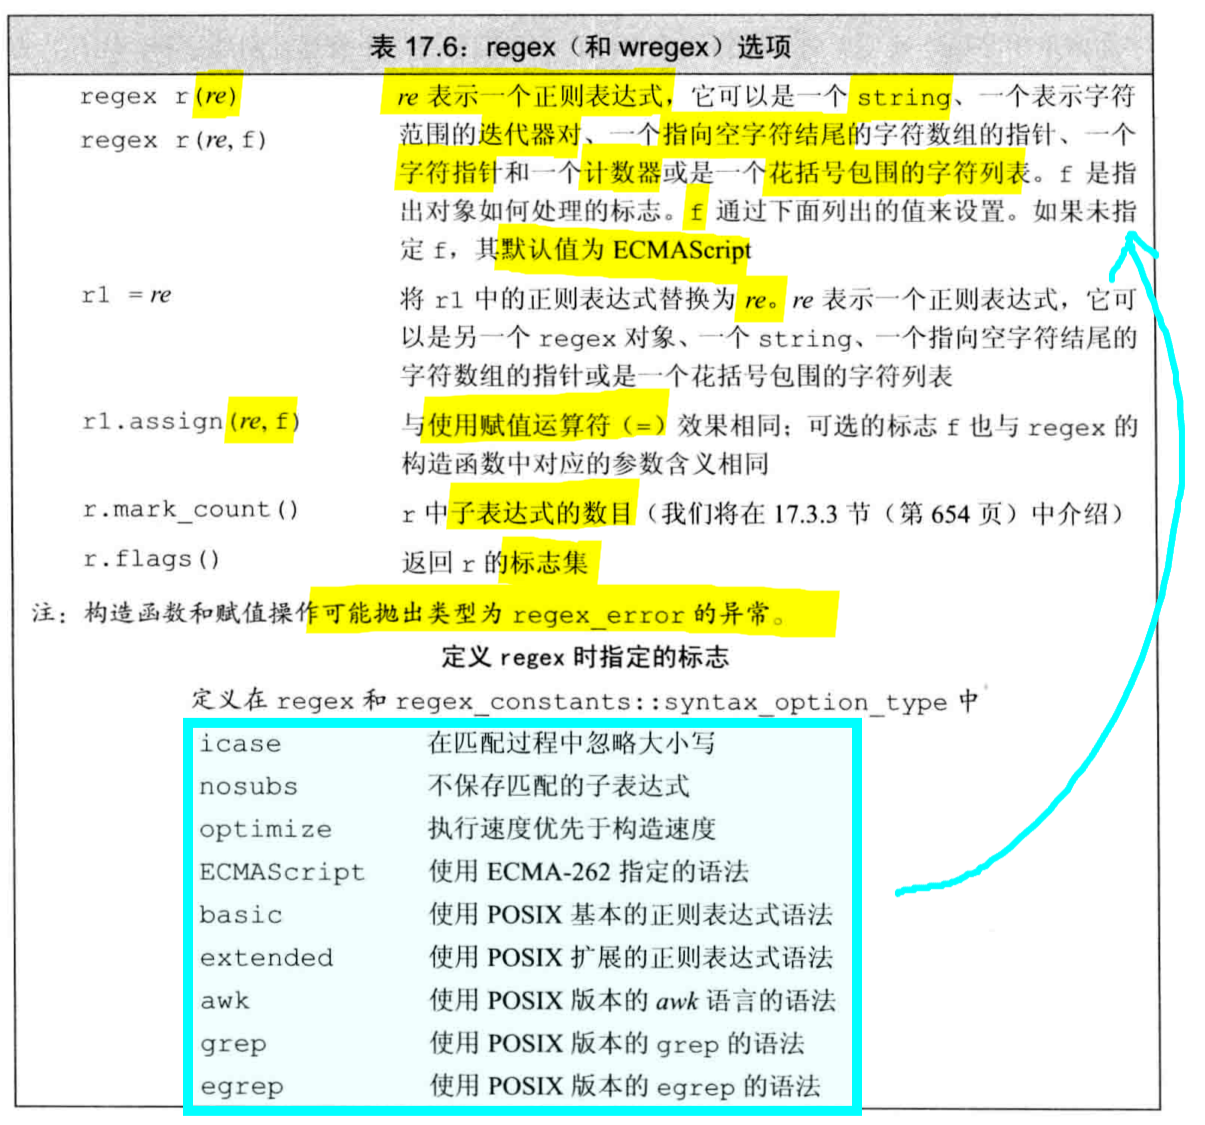 表 17.6：regex（和 wregex）选项
regex r(re)
re 表示一个正则表达式，它可以是一个 string、一个表示字符
regex r(re, f)
范围的迭代器对、一个指向空字符结尾的字符数组的指针、一个
字符指针和一个计数器或是一个花括号包围的字符列表。f 是指
出对象如何处理的标志。f 通过下面列出的值来设置。如果未指
定 f，其默认值为 ECMAScript
r1 = re
将 r1 中的正则表达式替换为 re。re 表示一个正则表达式，它可
以是另一个 regex 对象、一个 string、一个指向空字符结尾的
字符数组的指针或是一个花括号包围的字符列表
r1.assign(re, f)
与使用赋值运算符（=）效果相同；可选的标志 f 也与 regex 的
构造函数中对应的参数含义相同
r.mark_count()
r 中子表达式的数目（我们将在 17.3.3 节（第 654 页）中介绍）
r.flags()
返回 r 的标志集
注：构造函数和赋值操作可能抛出类型为 regex_error 的异常。
定义 regex 时指定的标志
定义在 regex 和 regex_constants::syntax_option_type 中
icase 在匹配过程中忽略大小写
nosubs 不保存匹配的子表达式
optimize 执行速度优先于构造速度
ECMAScript 使用 ECMA-262 指定的语法
basic 使用 POSIX 基本的正则表达式语法
extended 使用 POSIX 扩展的正则表达式语法
awk 使用 POSIX 版本的 awk 语言的语法
grep 使用 POSIX 版本的 grep 的语法
egrep 使用 POSIX 版本的 egrep 的语法